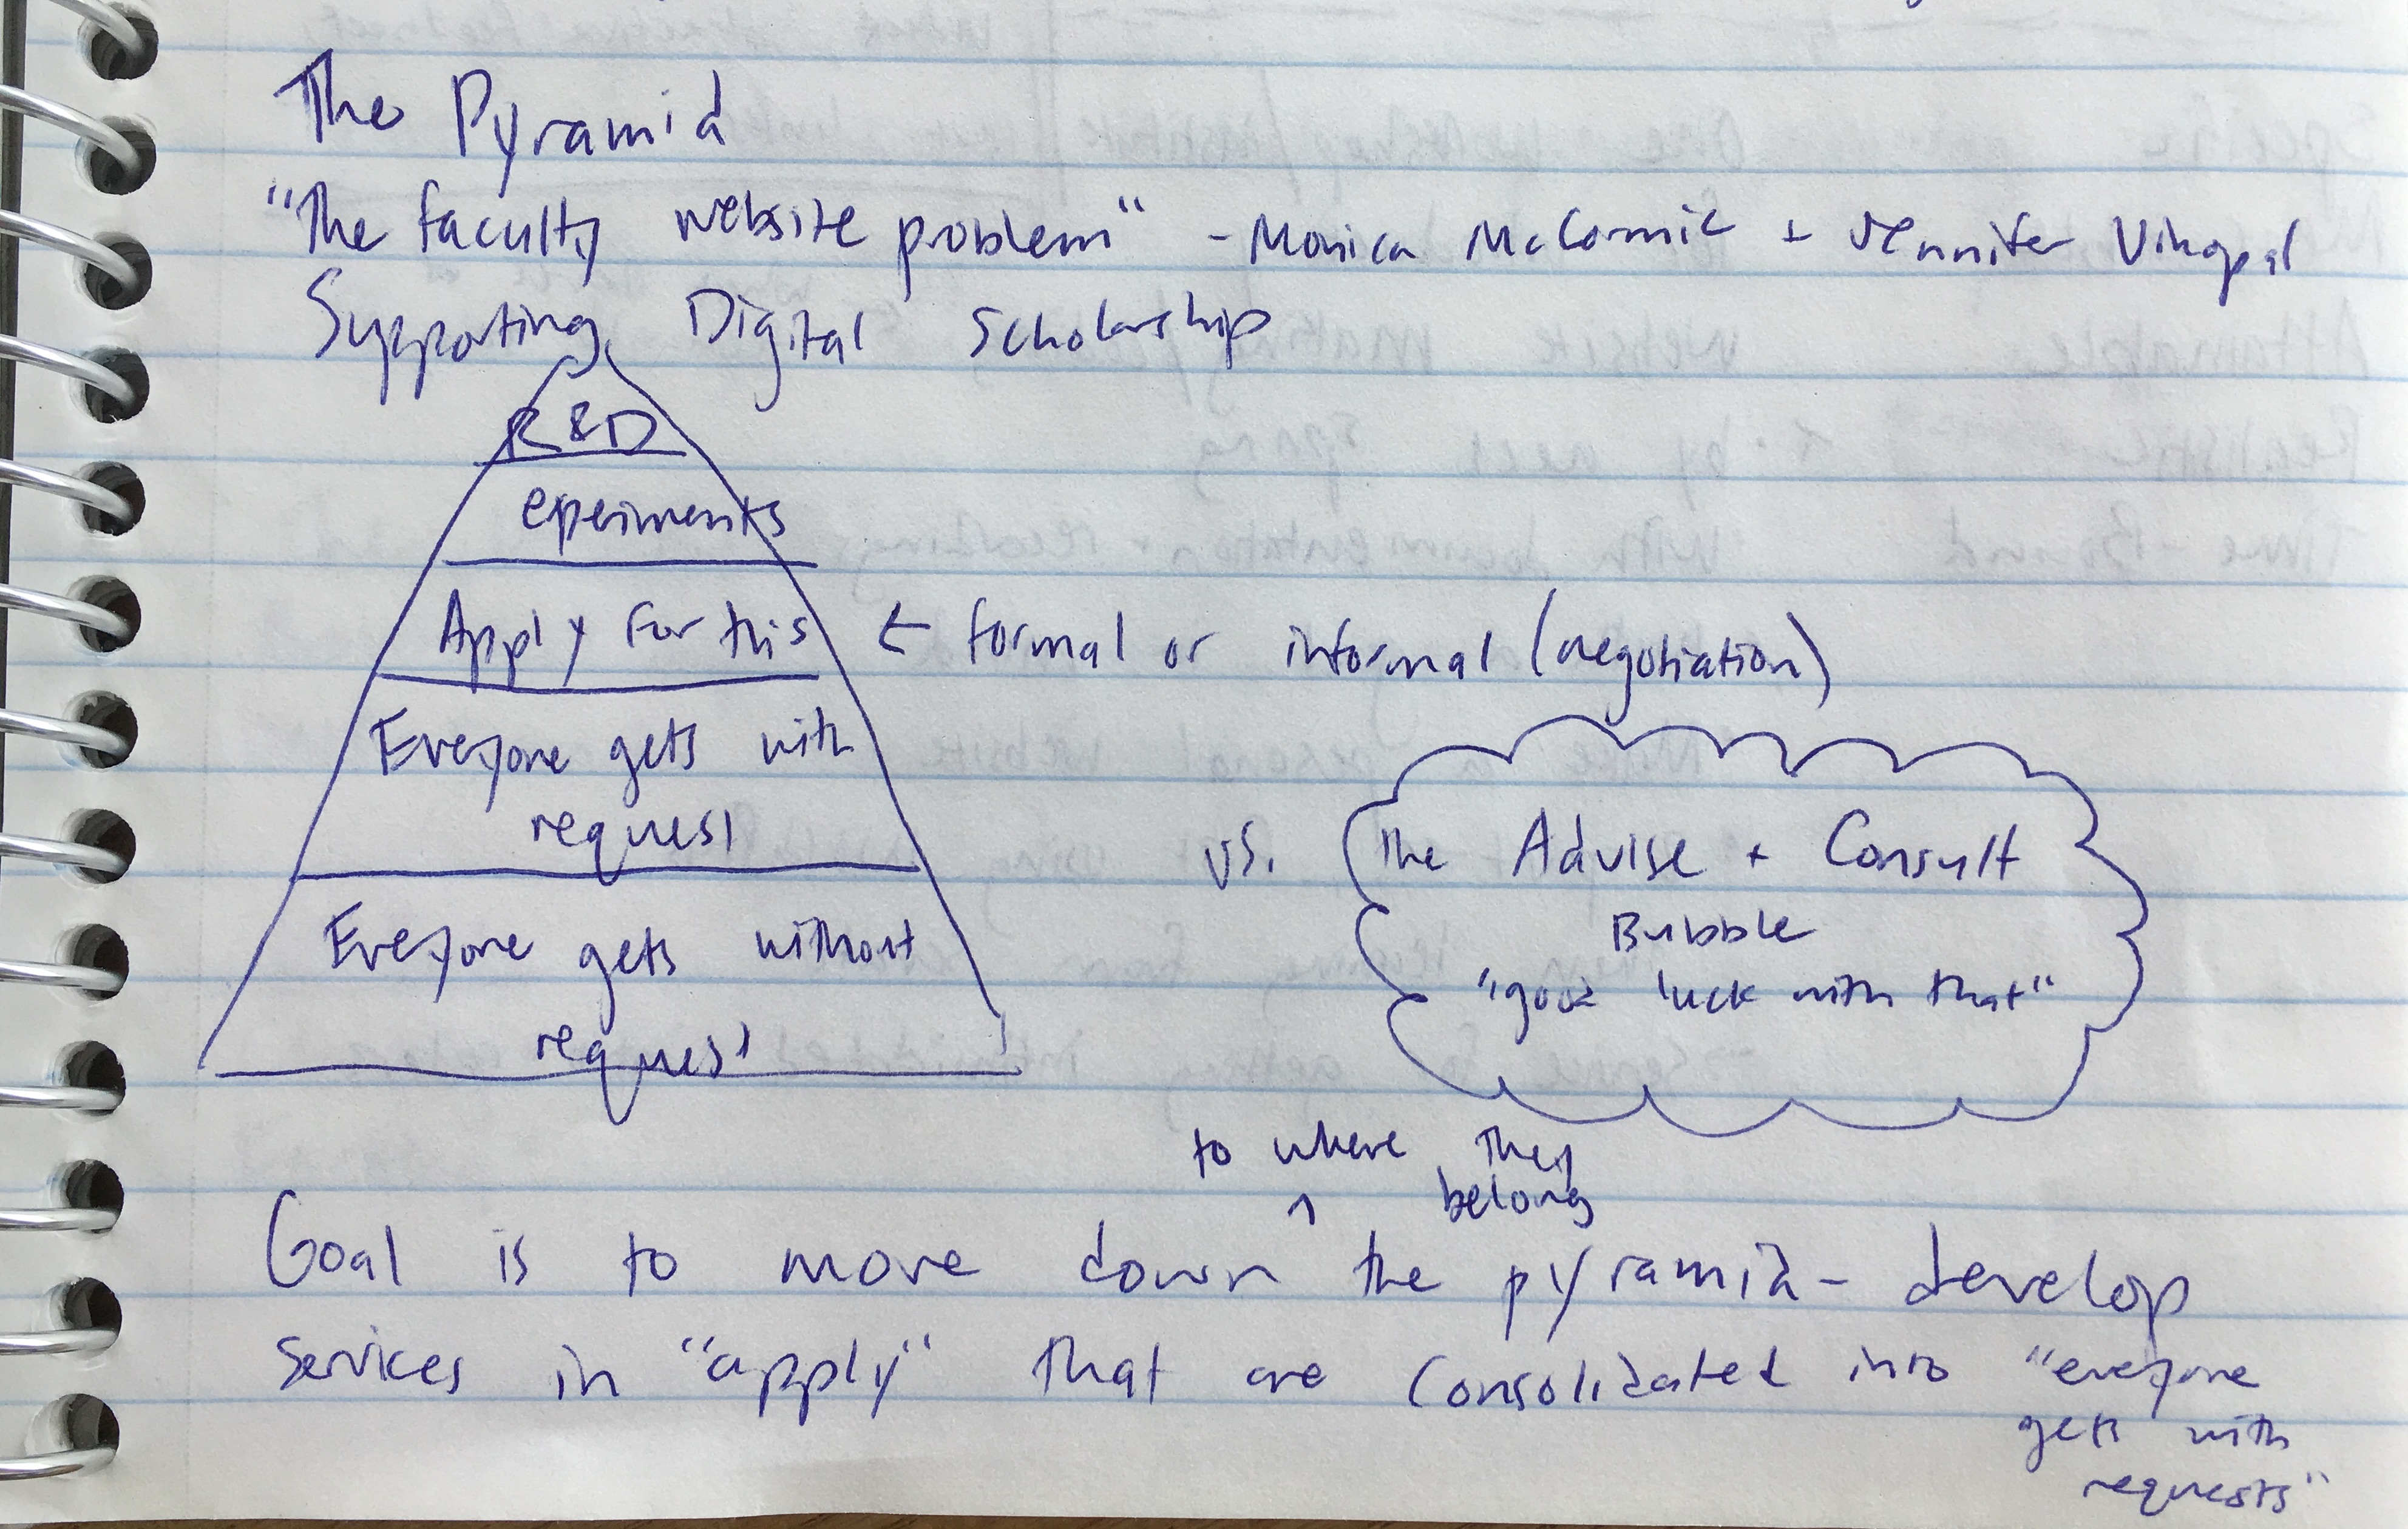 The Pyramid
"The faculty website problem" - Monica McCormic + Jennifer Vinopal
Supporting Digital Scholarship
R&D
eperiments
Apply for this ← formal or informal (negotiation)
Everyone gets with
request
Everyone gets without
request
vs.
The Advise + Consult
Bubble
"good luck with that"
to where they
^ belong
Goal is to move down the pyramid - develop
services in "apply" that are consolidated into "everyone
gets with
requests"